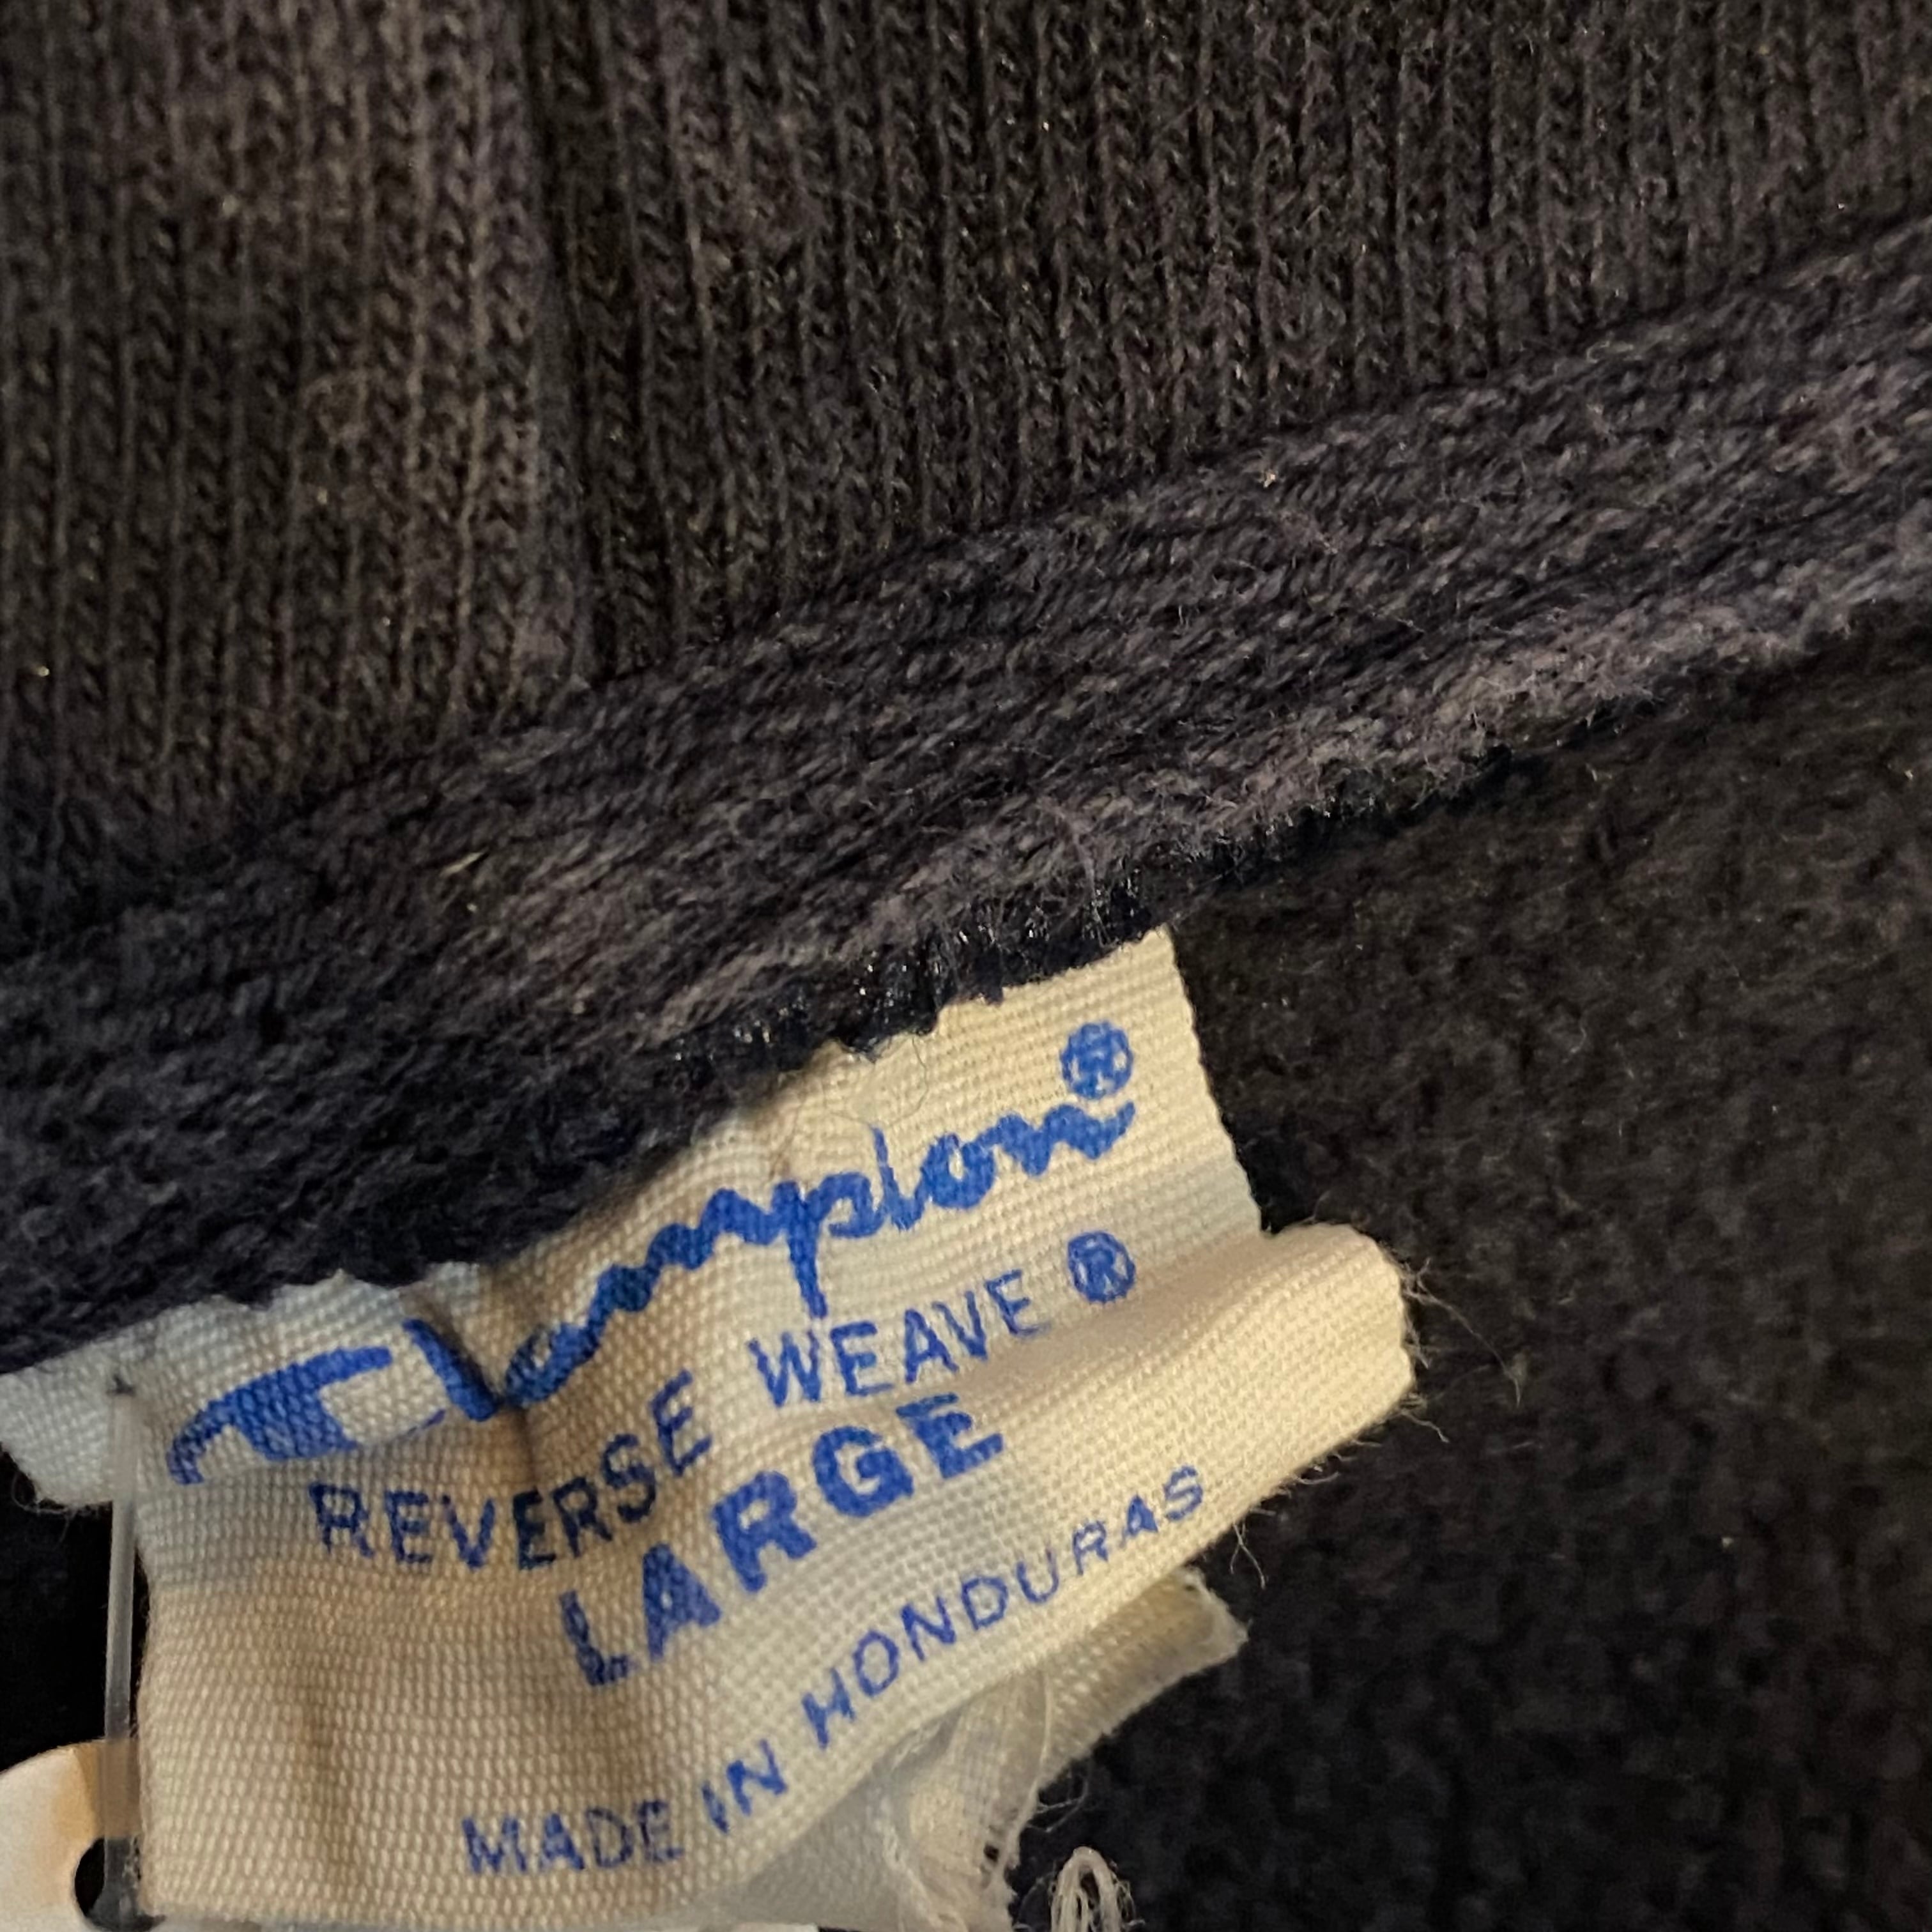 Champion®
REVERSE WEAVE®
LARGE
MADE IN HONDURAS